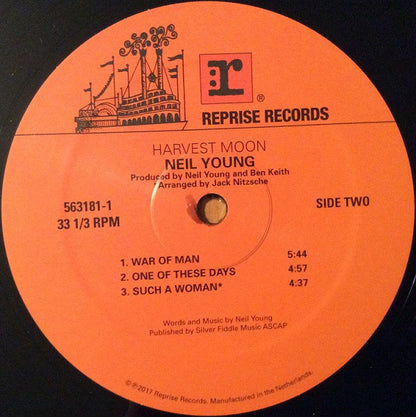 r
®
REPRISE RECORDS
HARVEST MOON
NEIL YOUNG
Produced by Neil Young and Ben Keith
Arranged by Jack Nitzsche
563181-1
33 1/3 RPM
SIDE TWO
1. WAR OF MAN 5:44
2. ONE OF THESE DAYS 4:57
3. SUCH A WOMAN* 4:37
Words and Music by Neil Young
Published by Silver Fiddle Music ASCAP
© ℗ 2017 Reprise Records. Manufactured in the Netherlands.